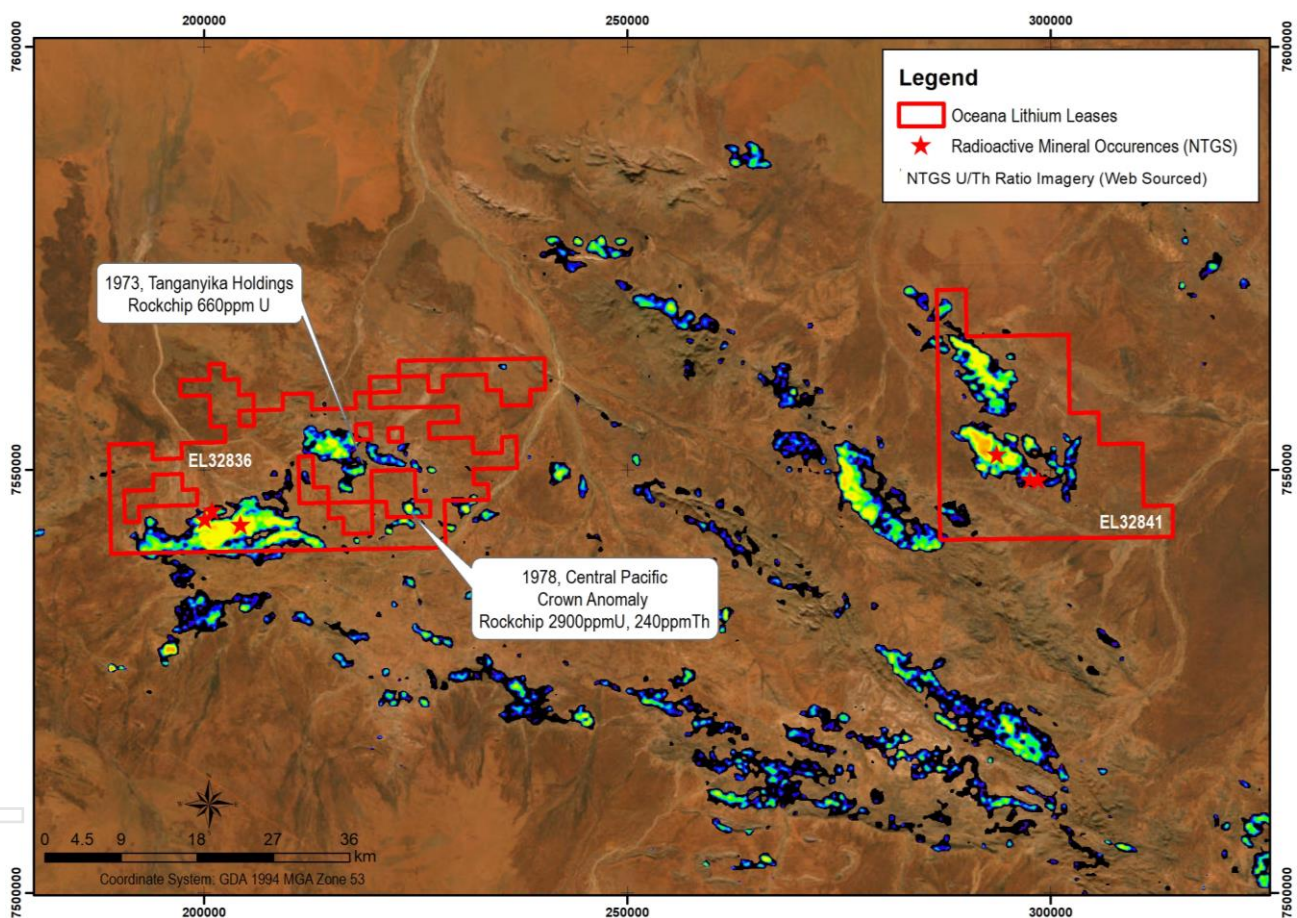 200000
250000
300000
7600000
7600000
Legend
Oceana Lithium Leases
Radioactive Mineral Occurences (NTGS)
NTGS U/Th Ratio Imagery (Web Sourced)
1973, Tanganyika Holdings
Rockchip 660ppm U
EL32836
7550000
7550000
EL32841
1978, Central Pacific
Crown Anomaly
Rockchip 2900ppmU, 240ppmTh
0 4.5 9 18 27 36
km
Coordinate System: GDA 1994 MGA Zone 53
7500000
7500000
200000
250000
300000